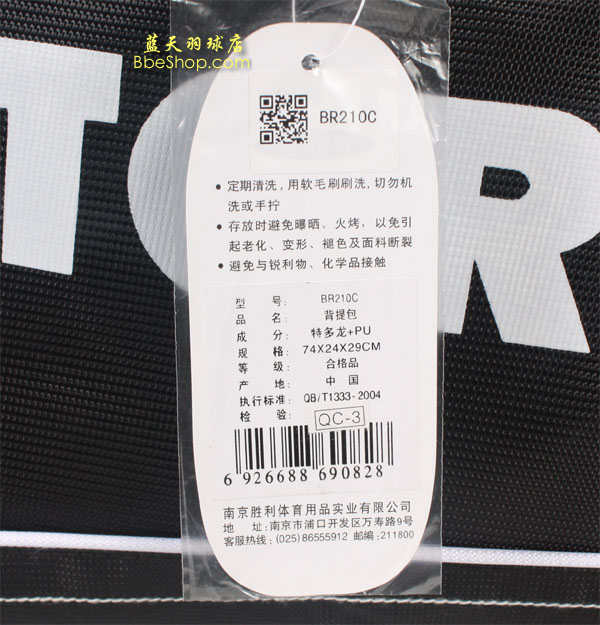 蓝天羽球店
BbeShop.com
TOR
BR210C
• 定期清洗，用软毛刷刷洗，切勿机
洗或手拧
• 存放时避免曝晒、火烤，以免引
起老化、变形、褪色及面料断裂
• 避免与锐利物、化学品接触
型 号： BR210C
品 名： 背提包
成 分： 特多龙+PU
规 格： 74X24X29CM
等 级： 合格品
产 地： 中 国
执行标准： QB/T1333-2004
检 验： QC-3
6 926688 690828
南京胜利体育用品实业有限公司
地 址：南京市浦口开发区万寿路9号
客服热线：(025)86555912 邮编：211800